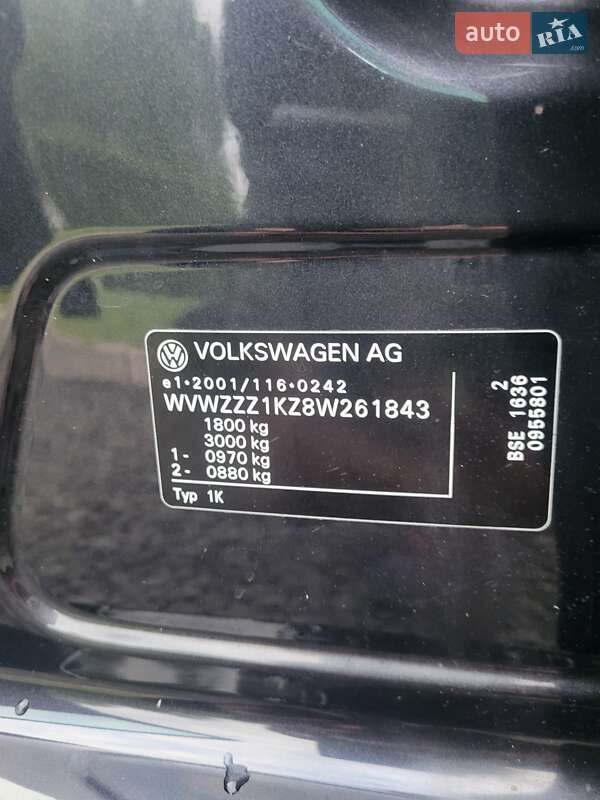 auto RIA .com
VOLKSWAGEN AG
e1*2001/116*0242
WVWZZZ1KZ8W261843
1800 kg
3000 kg
1- 0970 kg
2- 0880 kg
Typ 1K
2
BSE 1636
0955801